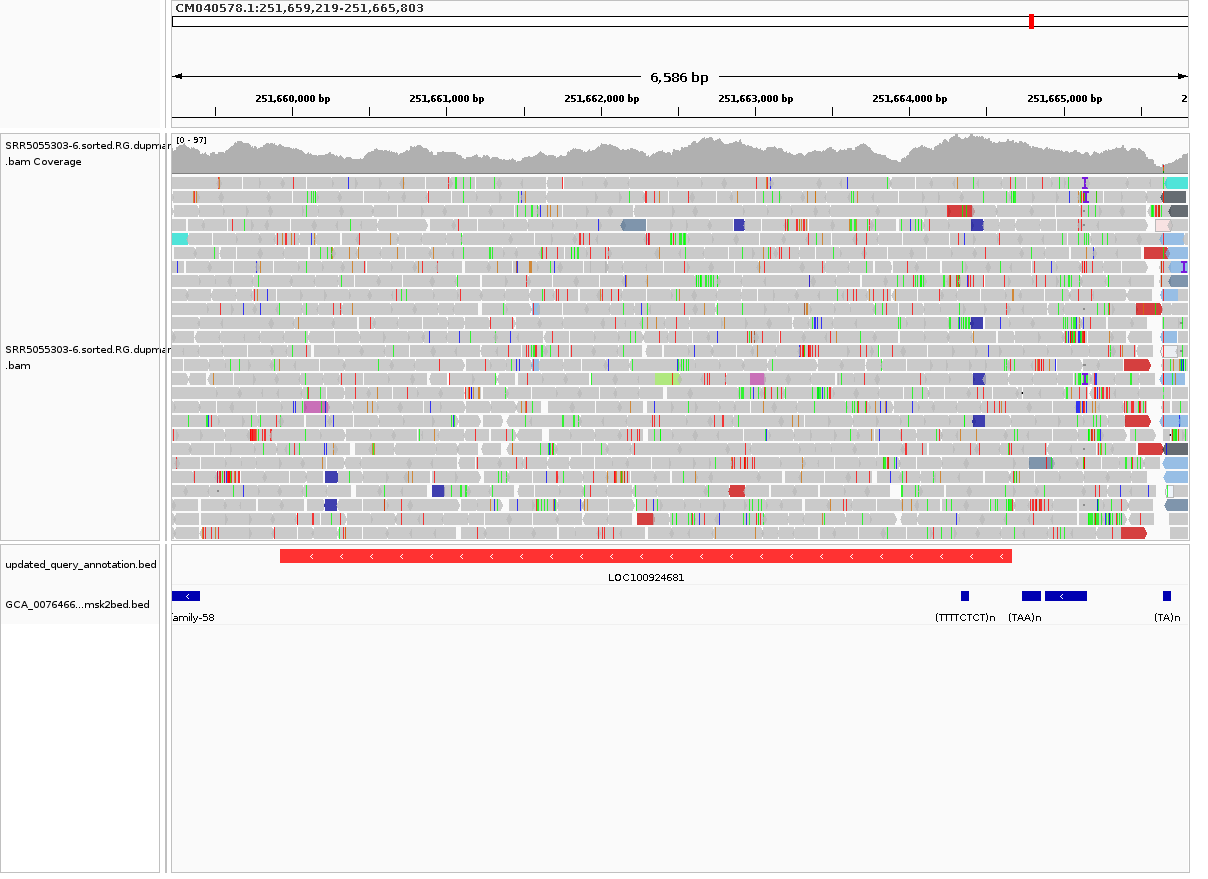 CM040578.1:251,659,219-251,665,803
6,586 bp
251,660,000 bp 251,661,000 bp 251,662,000 bp 251,663,000 bp 251,664,000 bp 251,665,000 bp 2
SRR5055303-6.sorted.RG.dupmar
.bam Coverage
[0 - 97]
SRR5055303-6.sorted.RG.dupmar
.bam
updated_query_annotation.bed
LOC100924681
GCA_0076466...msk2bed.bed
family-58 (TTTTCTCT)n (TAA)n (TA)n